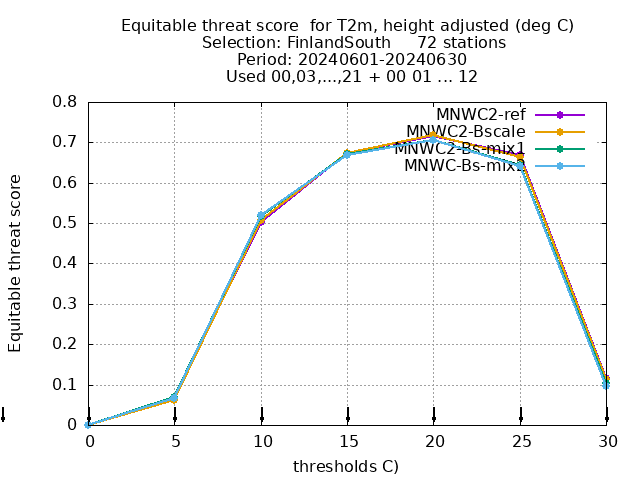 Equitable threat score  for T2m, height adjusted (deg C)
Selection: FinlandSouth     72 stations
Period: 20240601-20240630
Used 00,03,...,21 + 00 01 ... 12
MNWC2-ref
MNWC2-Bscale
MNWC2-Bs-mix1
MNWC-Bs-mix1
Equitable threat score
0.8
0.7
0.6
0.5
0.4
0.3
0.2
0.1
0
0 5 10 15 20 25 30
thresholds C)